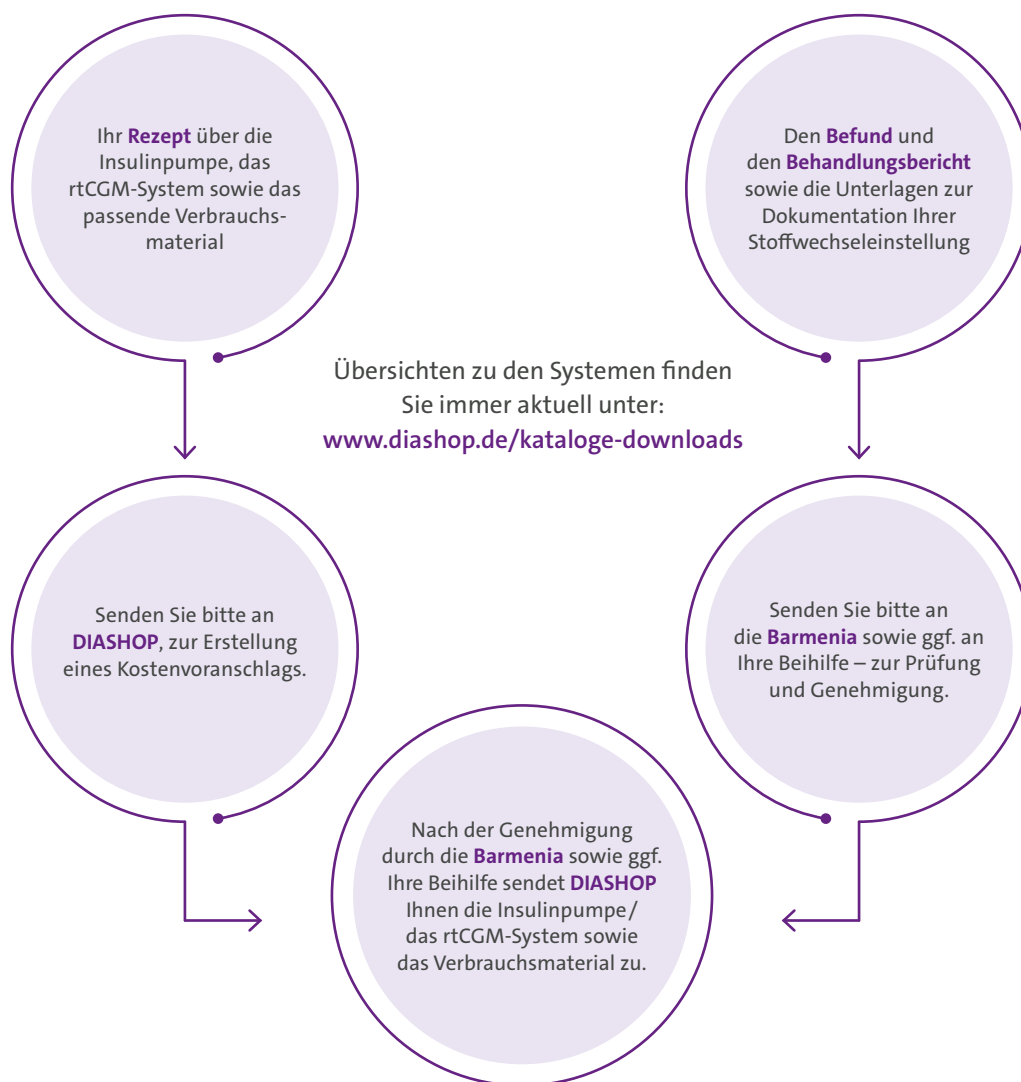 Ihr Rezept über die
Insulinpumpe, das
rtCGM-System sowie das
passende Verbrauchs-
material
Den Befund und
den Behandlungsbericht
sowie die Unterlagen zur
Dokumentation Ihrer
Stoffwechseleinstellung
Übersichten zu den Systemen finden
Sie immer aktuell unter:
www.diashop.de/kataloge-downloads
Senden Sie bitte an
DIASHOP, zur Erstellung
eines Kostenvoranschlags.
Senden Sie bitte an
die Barmenia sowie ggf. an
Ihre Beihilfe – zur Prüfung
und Genehmigung.
Nach der Genehmigung
durch die Barmenia sowie ggf.
Ihre Beihilfe sendet DIASHOP
Ihnen die Insulinpumpe/
das rtCGM-System sowie
das Verbrauchsmaterial zu.